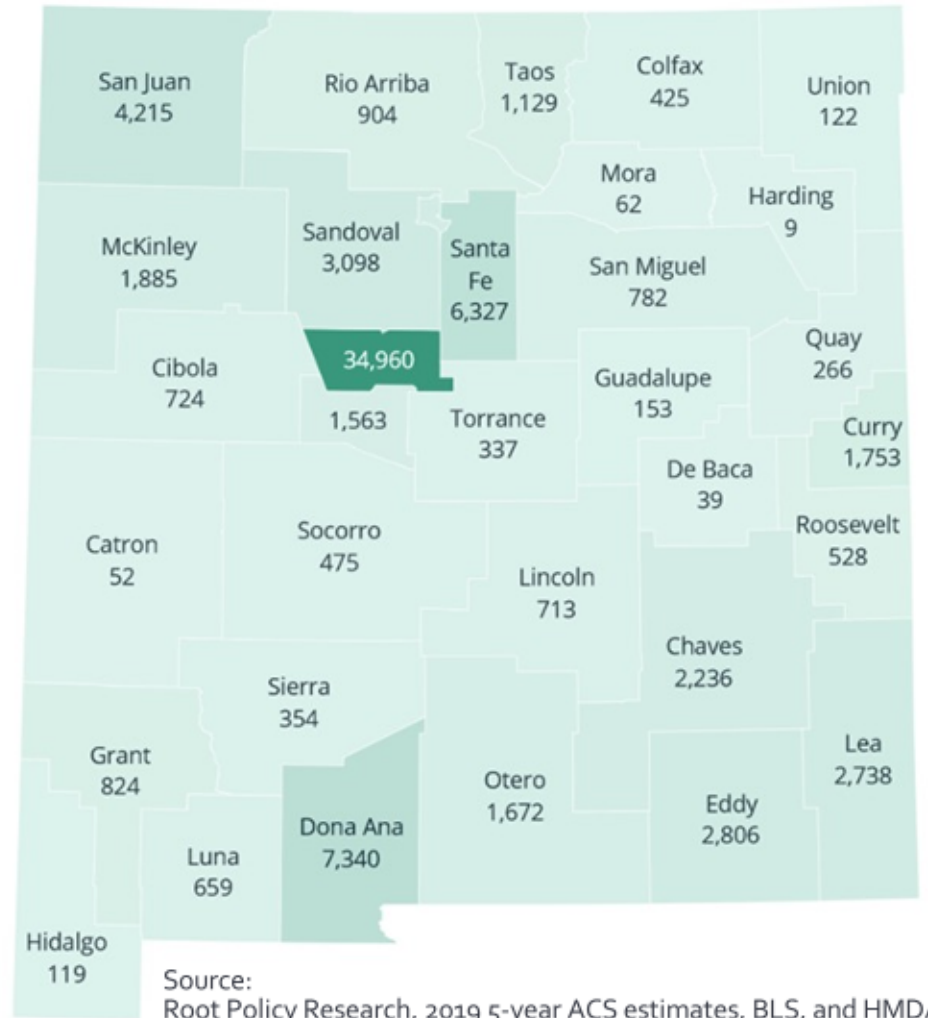 San Juan
4,215
Rio Arriba
904
Taos
1,129
Colfax
425
Union
122
Mora
62
Harding
9
McKinley
1,885
Sandoval
3,098
Santa
Fe
6,327
San Miguel
782
Cibola
724
34,960
1,563
Torrance
337
Guadalupe
153
Quay
266
Curry
1,753
De Baca
39
Roosevelt
528
Catron
52
Socorro
475
Lincoln
713
Chaves
2,236
Sierra
354
Grant
824
Lea
2,738
Otero
1,672
Eddy
2,806
Dona Ana
7,340
Luna
659
Hidalgo
119
Source:
Root Policy Research, 2019 5-year ACS estimates, BLS, and HMDA